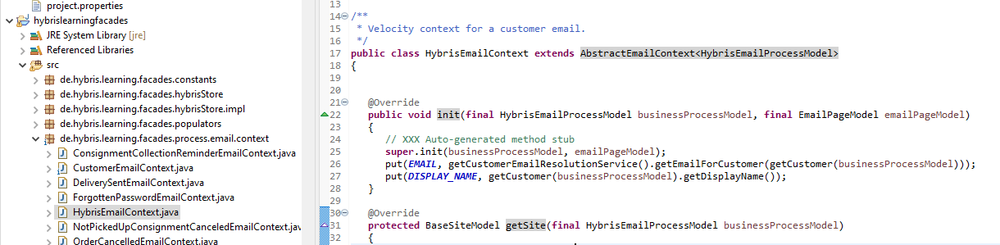 project.properties
hybrislearningfacades
JRE System Library [jre]
Referenced Libraries
src
de.hybris.learning.facades.constants
de.hybris.learning.facades.hybrisStore
de.hybris.learning.facades.hybrisStore.impl
de.hybris.learning.facades.populators
de.hybris.learning.facades.process.email.context
ConsignmentCollectionReminderEmailContext.java
CustomerEmailContext.java
DeliverySentEmailContext.java
ForgottenPasswordEmailContext.java
HybrisEmailContext.java
NotPickedUpConsignmentCanceledEmailContext.jav
OrderCancelledEmailContext.java
13
14 /**
15 * Velocity context for a customer email.
16 */
17 public class HybrisEmailContext extends AbstractEmailContext<HybrisEmailProcessModel>
18 {
19
20
21 @Override
22 public void init(final HybrisEmailProcessModel businessProcessModel, final EmailPageModel emailPageModel)
23 {
24 // XXX Auto-generated method stub
25 super.init(businessProcessModel, emailPageModel);
26 put(EMAIL, getCustomerEmailResolutionService().getEmailForCustomer(getCustomer(businessProcessModel)));
27 put(DISPLAY_NAME, getCustomer(businessProcessModel).getDisplayName());
28 }
29
30 @Override
31 protected BaseSiteModel getSite(final HybrisEmailProcessModel businessProcessModel)
32 {